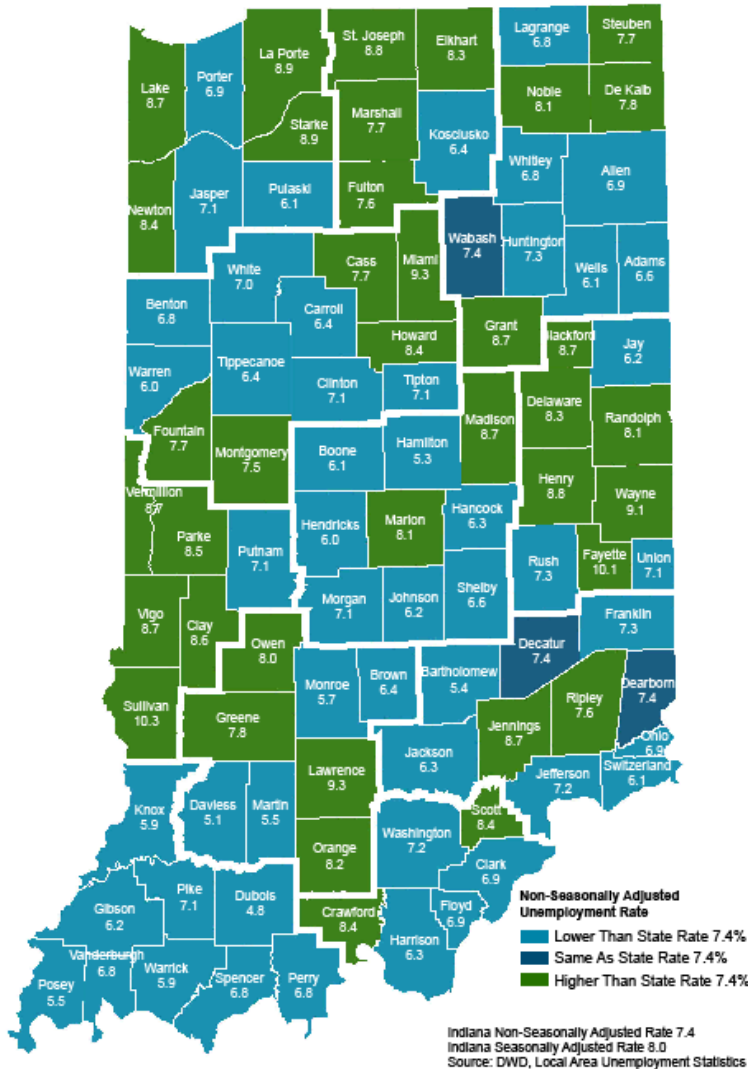 St. Joseph
8.8
Elkhart
8.3
Lagrange
6.8
Steuben
7.7
La Porte
8.9
Porter
6.9
Lake
8.7
Noble
8.1
De Kalb
7.8
Marshall
7.7
Starke
8.9
Kosciusko
6.4
Whitley
6.8
Allen
6.9
Newton
8.4
Jasper
7.1
Pulaski
6.1
Fulton
7.6
Wabash
7.4
Huntington
7.3
Wells
6.1
Adams
6.6
White
7.0
Cass
7.7
Miami
9.3
Benton
6.8
Carroll
6.4
Grant
8.7
Blackford
8.7
Jay
6.2
Howard
8.4
Warren
6.0
Tippecanoe
6.4
Clinton
7.1
Tipton
7.1
Madison
8.7
Delaware
8.3
Randolph
8.1
Fountain
7.7
Montgomery
7.5
Boone
6.1
Hamilton
5.3
Henry
8.8
Wayne
9.1
Vermillion
8.7
Parke
8.5
Putnam
7.1
Hendricks
6.0
Marion
8.1
Hancock
6.3
Rush
7.3
Fayette
10.1
Union
7.1
Vigo
8.7
Clay
8.6
Morgan
7.1
Johnson
6.2
Shelby
6.6
Franklin
7.3
Owen
8.0
Decatur
7.4
Sullivan
10.3
Greene
7.8
Monroe
5.7
Brown
6.4
Bartholomew
5.4
Jennings
8.7
Ripley
7.6
Dearborn
7.4
Ohio
6.9
Switzerland
6.1
Jefferson
7.2
Jackson
6.3
Lawrence
9.3
Knox
5.9
Daviess
5.1
Martin
5.5
Orange
8.2
Washington
7.2
Scott
8.4
Clark
6.9
Gibson
6.2
Pike
7.1
Dubois
4.8
Crawford
8.4
Harrison
6.3
Floyd
6.9
Posey
5.5
Vanderburgh
6.8
Warrick
5.9
Spencer
6.8
Perry
6.8
Non-Seasonally Adjusted
Unemployment Rate
Lower Than State Rate 7.4%
Same As State Rate 7.4%
Higher Than State Rate 7.4%
Indiana Non-Seasonally Adjusted Rate 7.4
Indiana Seasonally Adjusted Rate 8.0
Source: DWD, Local Area Unemployment Statistics